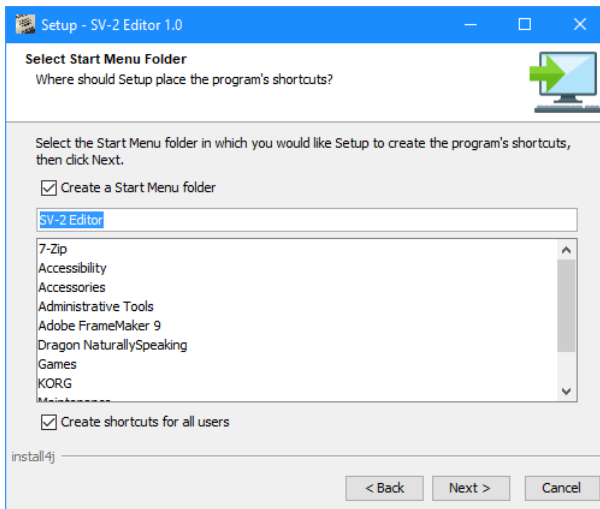 Setup - SV-2 Editor 1.0
Select Start Menu Folder
Where should Setup place the program's shortcuts?
Select the Start Menu folder in which you would like Setup to create the program's shortcuts,
then click Next.
Create a Start Menu folder
SV-2 Editor
7-Zip
Accessibility
Accessories
Administrative Tools
Adobe FrameMaker 9
Dragon NaturallySpeaking
Games
KORG
Maintenance
Create shortcuts for all users
install4j
< Back
Next >
Cancel